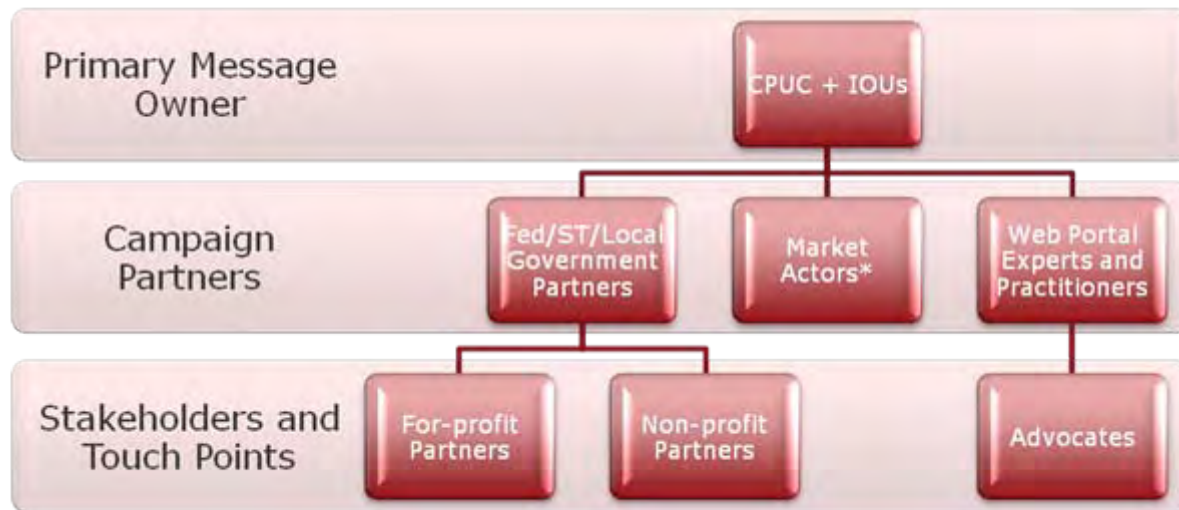 Primary Message
Owner
CPUC + IOUs
Campaign
Partners
Fed/ST/Local
Government
Partners
Market
Actors*
Web Portal
Experts and
Practitioners
Stakeholders and
Touch Points
For-profit
Partners
Non-profit
Partners
Advocates